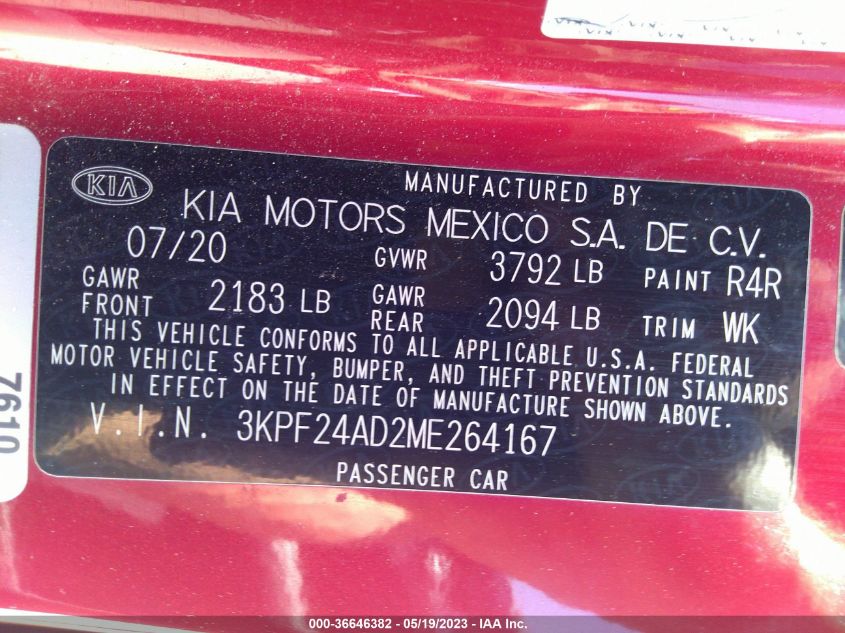 KIA
MANUFACTURED BY
KIA MOTORS MEXICO S.A. DE C.V.
07/20 GVWR 3792 LB PAINT R4R
GAWR FRONT 2183 LB GAWR REAR 2094 LB TRIM WK
THIS VEHICLE CONFORMS TO ALL APPLICABLE U.S.A. FEDERAL
MOTOR VEHICLE SAFETY, BUMPER, AND THEFT PREVENTION STANDARDS
IN EFFECT ON THE DATE OF MANUFACTURE SHOWN ABOVE.
V.I.N. 3KPF24AD2ME264167
PASSENGER CAR
7610
000-36646382 - 05/19/2023 - IAA Inc.